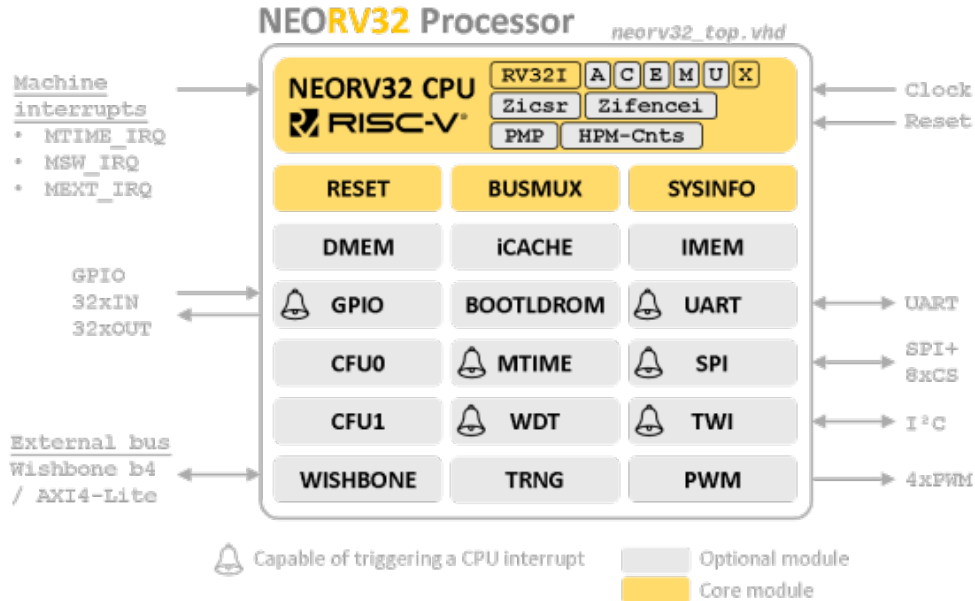 NEORV32 Processor
neorv32_top.vhd
Machine
interrupts
• MTIME_IRQ
• MSW_IRQ
• MEXT_IRQ
NEORV32 CPU
RISC-V®
RV32I A C E M U X
Zicsr Zifencei
PMP HPM-Cnts
Clock
Reset
RESET BUSMUX SYSINFO
DMEM iCACHE IMEM
GPIO
32xIN
32xOUT
GPIO BOOTLDROM UART
UART
CFU0 MTIME SPI
SPI+
8xCS
CFU1 WDT TWI
I²C
External bus
Wishbone b4
/ AXI4-Lite
WISHBONE TRNG PWM
4xPWM
Capable of triggering a CPU interrupt
Optional module
Core module